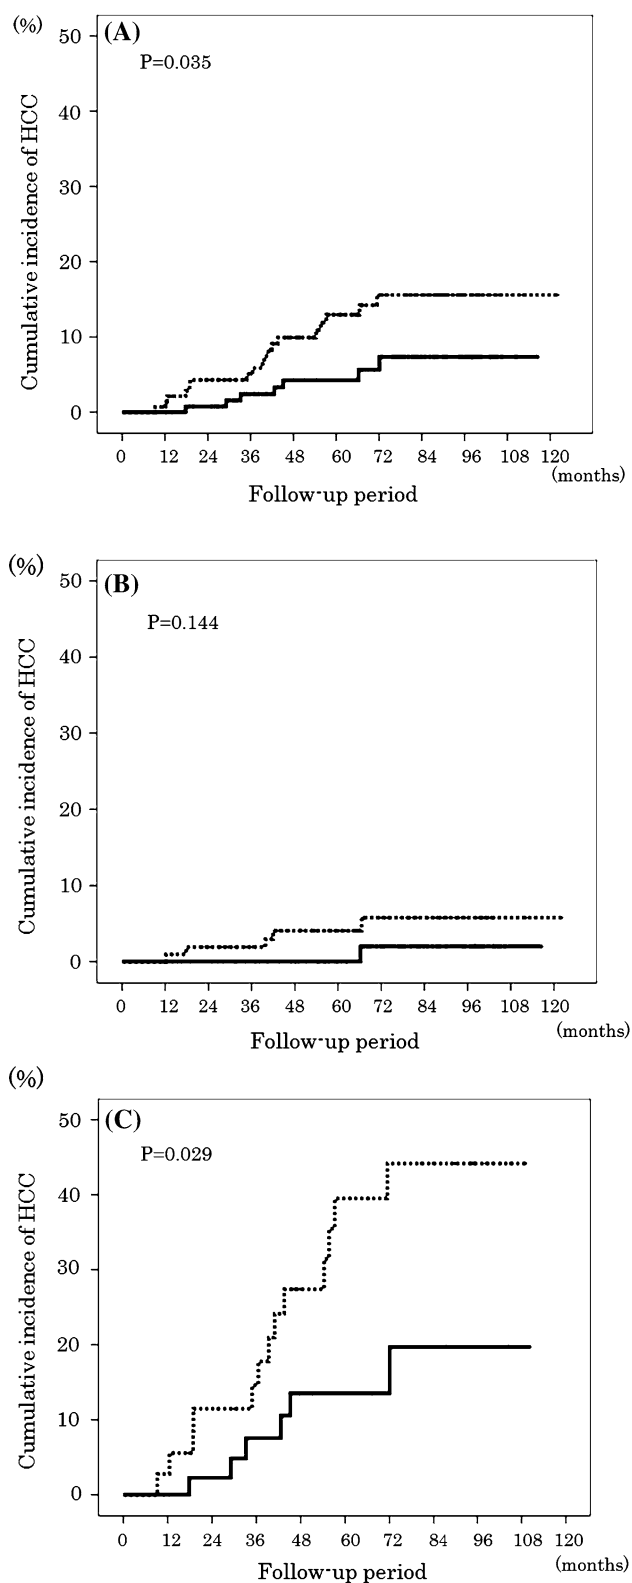 (%)
(A)
P=0.035
50
40
30
20
10
0
Cumulative incidence of HCC
0 12 24 36 48 60 72 84 96 108 120
(months)
Follow-up period
(%)
(B)
P=0.144
50
40
30
20
10
0
Cumulative incidence of HCC
0 12 24 36 48 60 72 84 96 108 120
(months)
Follow-up period
(%)
(C)
P=0.029
50
40
30
20
10
0
Cumulative incidence of HCC
0 12 24 36 48 60 72 84 96 108 120
(months)
Follow-up period